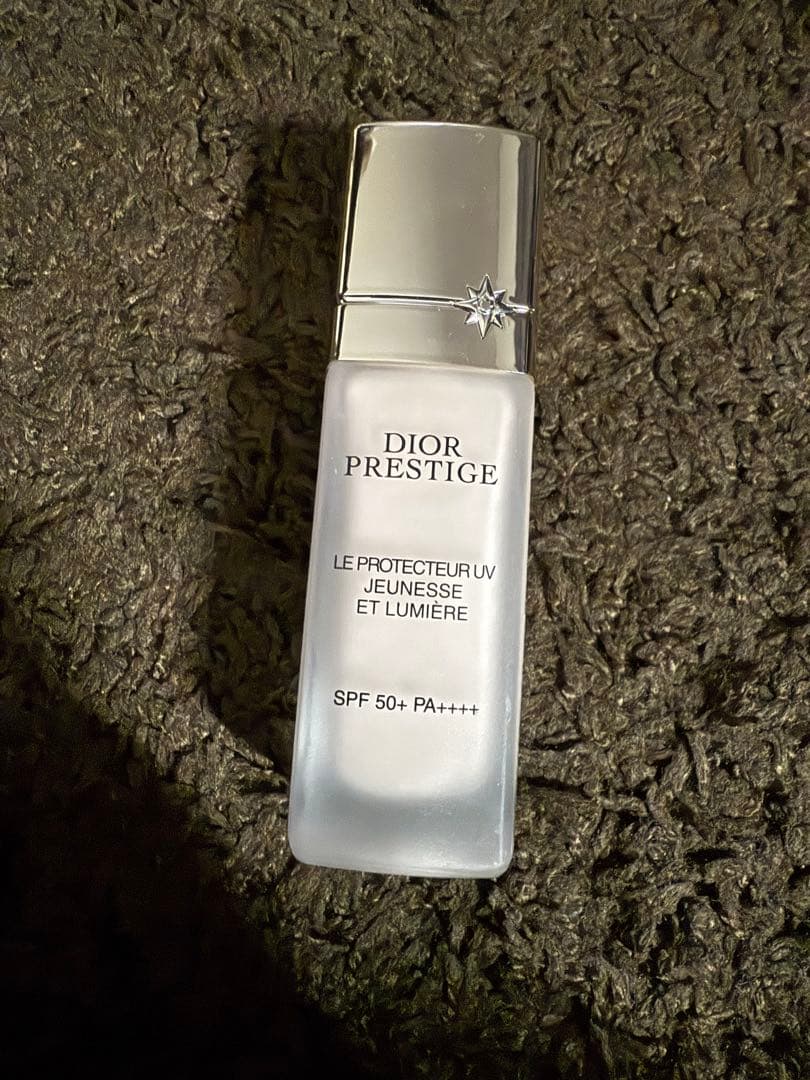 DIOR
PRESTIGE
LE PROTECTEUR UV
JEUNESSE
ET LUMIÈRE
SPF 50+ PA++++